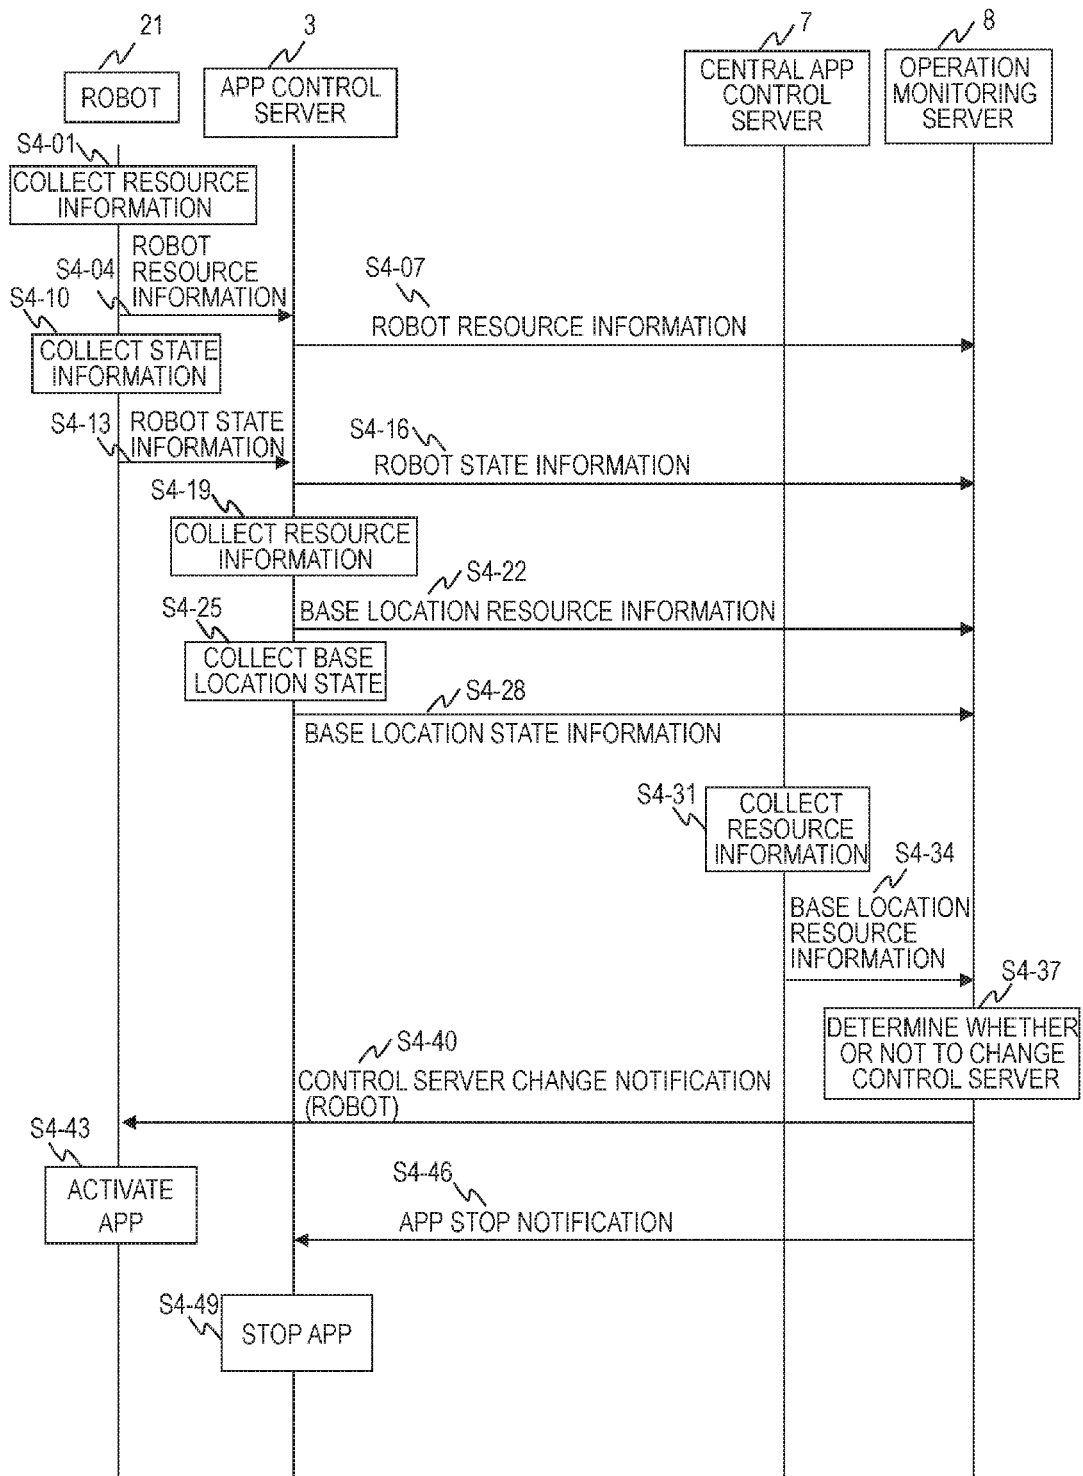 21
3
7
8
ROBOT
APP CONTROL
SERVER
CENTRAL APP
CONTROL
SERVER
OPERATION
MONITORING
SERVER
S4-01
COLLECT RESOURCE
INFORMATION
S4-04
ROBOT
RESOURCE
INFORMATION
S4-07
ROBOT RESOURCE INFORMATION
S4-10
COLLECT STATE
INFORMATION
S4-13
ROBOT STATE
INFORMATION
S4-16
ROBOT STATE INFORMATION
S4-19
COLLECT RESOURCE
INFORMATION
S4-22
BASE LOCATION RESOURCE INFORMATION
S4-25
COLLECT BASE
LOCATION STATE
S4-28
BASE LOCATION STATE INFORMATION
S4-31
COLLECT
RESOURCE
INFORMATION
S4-34
BASE LOCATION
RESOURCE
INFORMATION
S4-37
DETERMINE WHETHER
OR NOT TO CHANGE
CONTROL SERVER
S4-40
CONTROL SERVER CHANGE NOTIFICATION
(ROBOT)
S4-43
ACTIVATE
APP
S4-46
APP STOP NOTIFICATION
S4-49
STOP APP